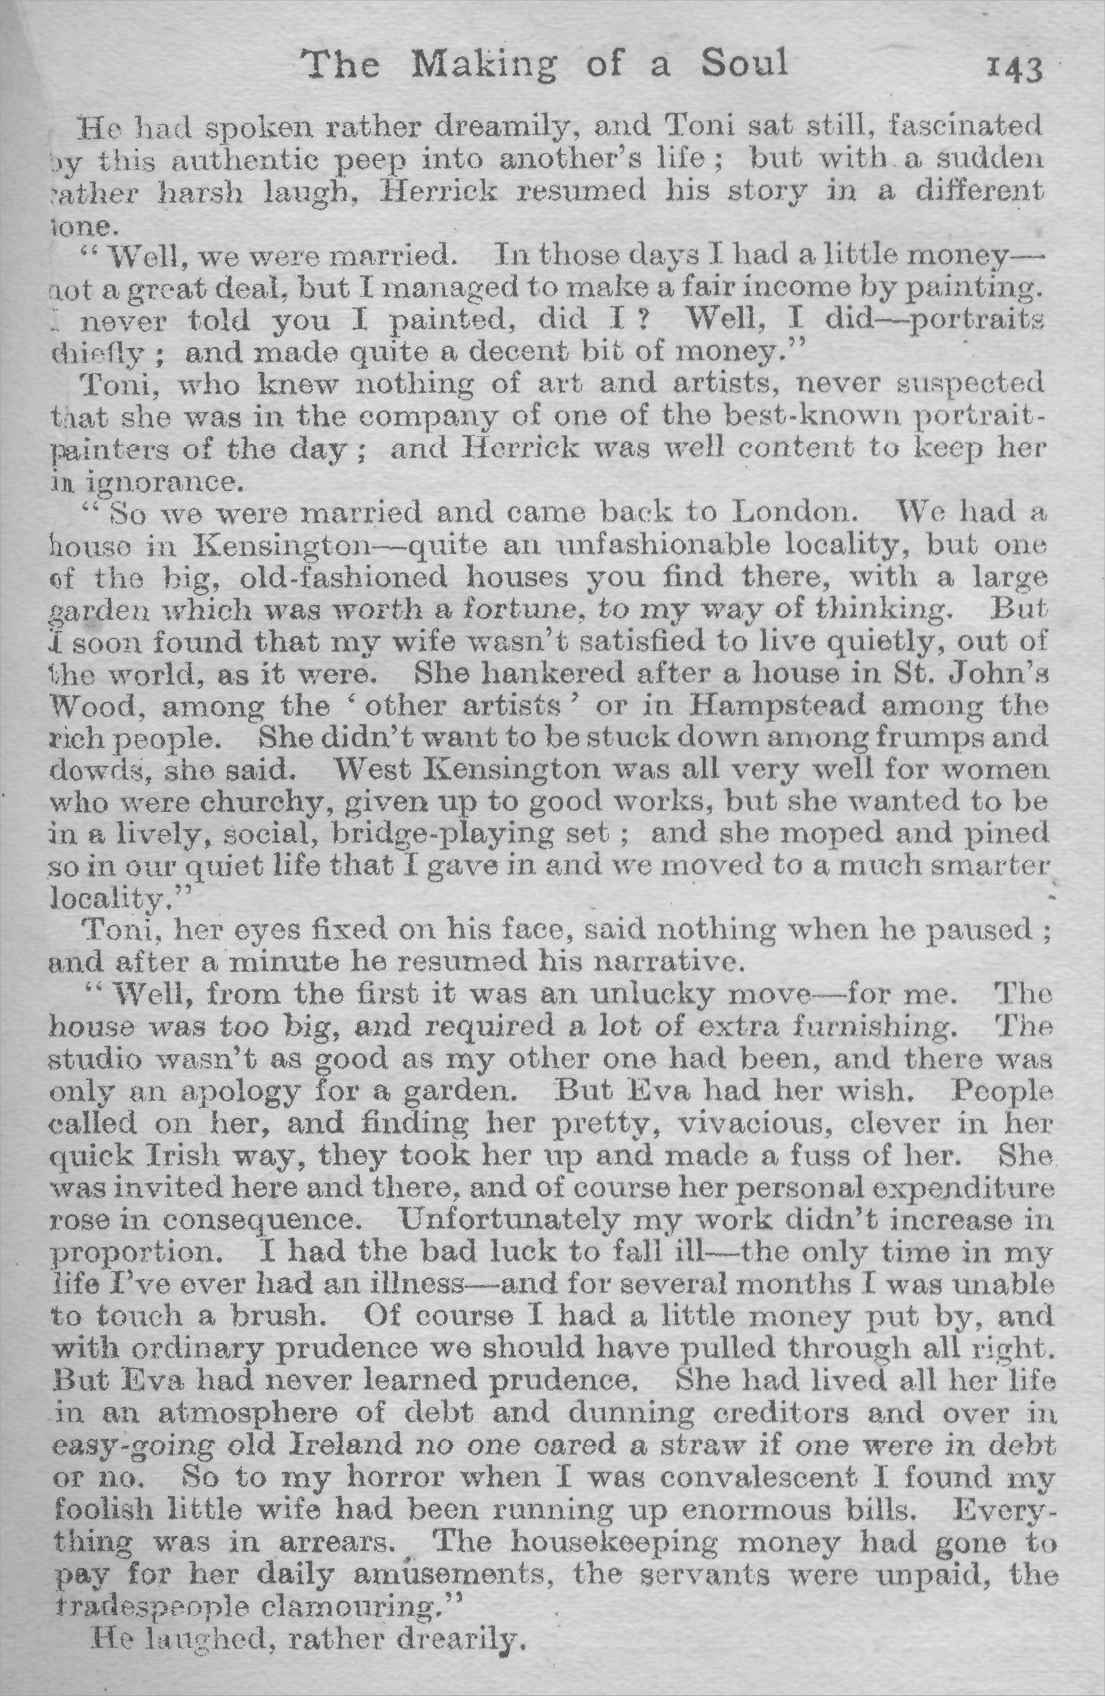 The Making of a Soul 143
He had spoken rather dreamily, and Toni sat still, fascinated
by this authentic peep into another's life ; but with a sudden
rather harsh laugh, Herrick resumed his story in a different
tone.
“ Well, we were married. In those days I had a little money—
not a great deal, but I managed to make a fair income by painting.
I never told you I painted, did I ? Well, I did—portraits
chiefly ; and made quite a decent bit of money.”
Toni, who knew nothing of art and artists, never suspected
that she was in the company of one of the best-known portrait-
painters of the day ; and Herrick was well content to keep her
in ignorance.
“ So we were married and came back to London. We had a
house in Kensington—quite an unfashionable locality, but one
of the big, old-fashioned houses you find there, with a large
garden which was worth a fortune, to my way of thinking. But
I soon found that my wife wasn't satisfied to live quietly, out of
the world, as it were. She hankered after a house in St. John's
Wood, among the ‘ other artists ’ or in Hampstead among the
rich people. She didn't want to be stuck down among frumps and
dowds, she said. West Kensington was all very well for women
who were churchy, given up to good works, but she wanted to be
in a lively, social, bridge-playing set ; and she moped and pined
so in our quiet life that I gave in and we moved to a much smarter
locality.”
Toni, her eyes fixed on his face, said nothing when he paused ;
and after a minute he resumed his narrative.
“ Well, from the first it was an unlucky move—for me. The
house was too big, and required a lot of extra furnishing. The
studio wasn't as good as my other one had been, and there was
only an apology for a garden. But Eva had her wish. People
called on her, and finding her pretty, vivacious, clever in her
quick Irish way, they took her up and made a fuss of her. She
was invited here and there, and of course her personal expenditure
rose in consequence. Unfortunately my work didn't increase in
proportion. I had the bad luck to fall ill—the only time in my
life I've ever had an illness—and for several months I was unable
to touch a brush. Of course I had a little money put by, and
with ordinary prudence we should have pulled through all right.
But Eva had never learned prudence. She had lived all her life
in an atmosphere of debt and dunning creditors and over in
easy-going old Ireland no one cared a straw if one were in debt
or no. So to my horror when I was convalescent I found my
foolish little wife had been running up enormous bills. Every-
thing was in arrears. The housekeeping money had gone to
pay for her daily amusements, the servants were unpaid, the
tradespeople clamouring.”
He laughed, rather drearily.